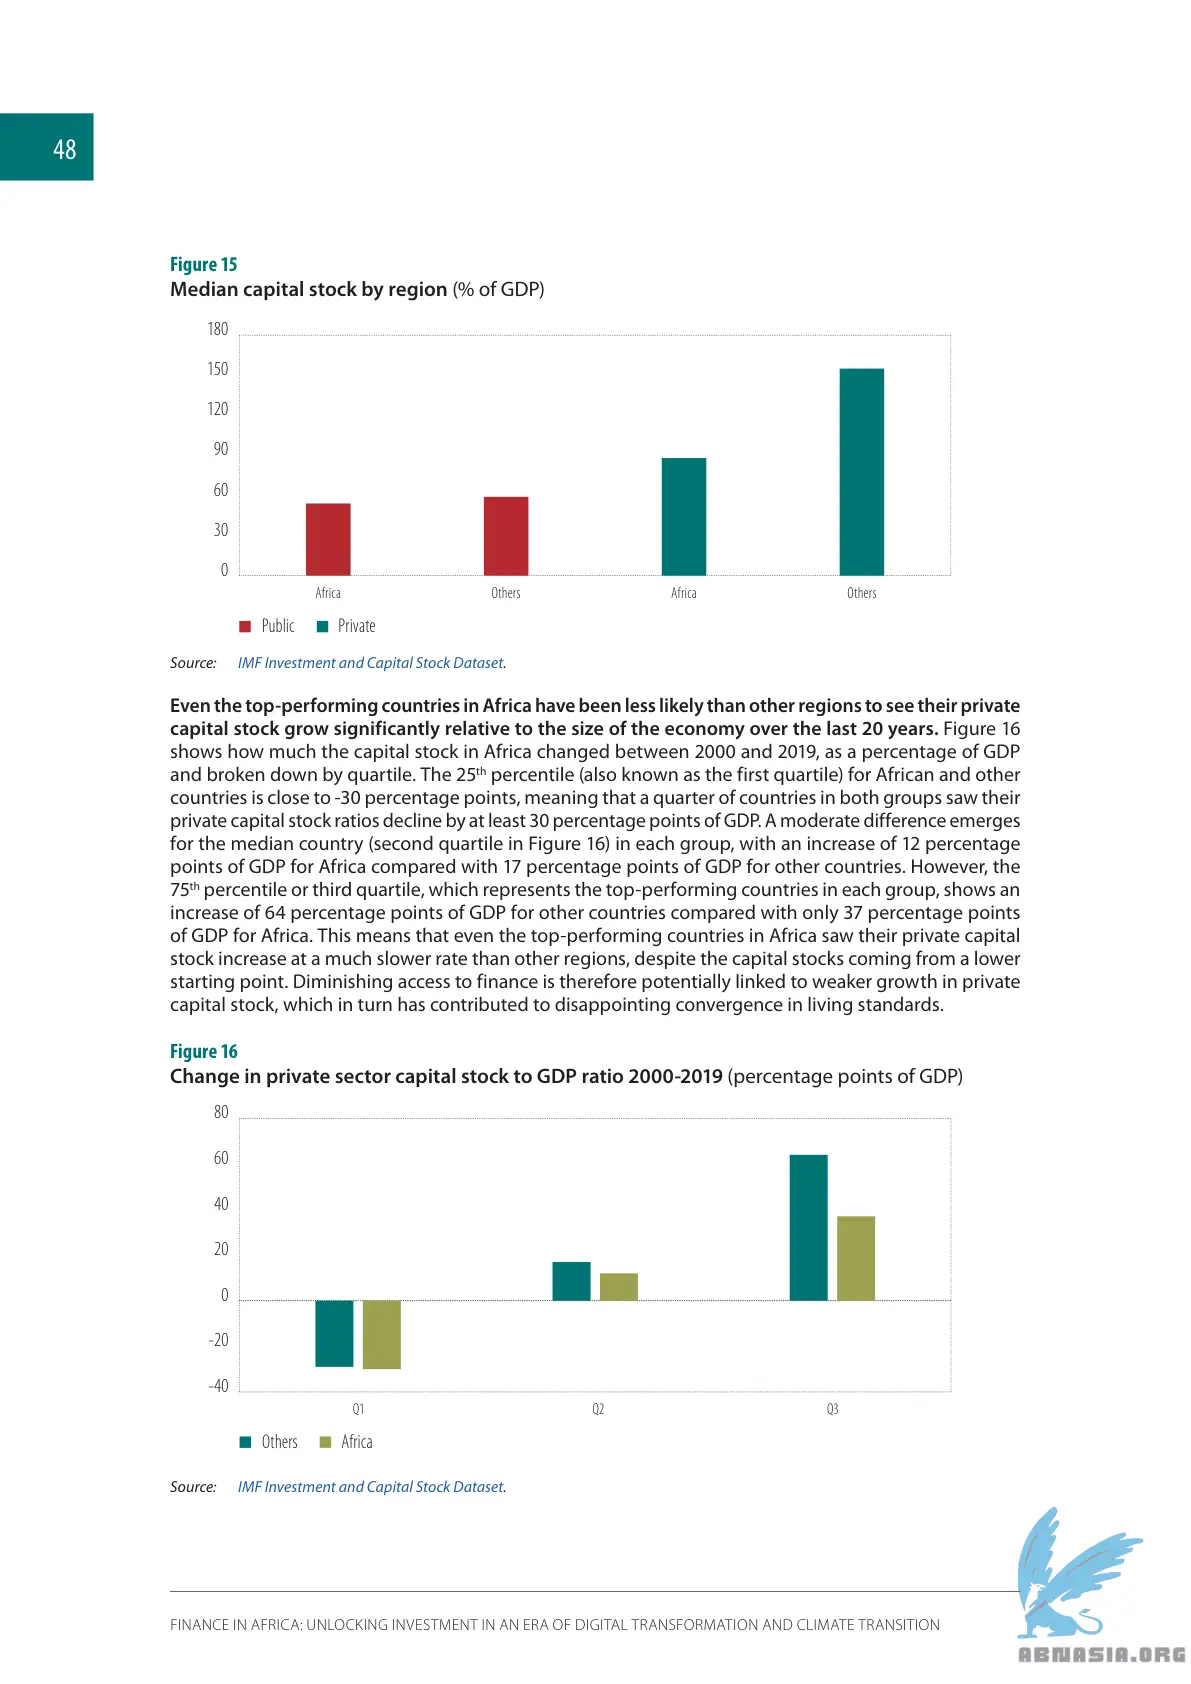 48
Figure 15
Median capital stock by region (% of GDP)
180
150
120
90
60
30
0
Africa
Others
Africa
Others
Public
Private
Source: IMF Investment and Capital Stock Dataset.
Even the top-performing countries in Africa have been less likely than other regions to see their private
capital stock grow significantly relative to the size of the economy over the last 20 years. Figure 16
shows how much the capital stock in Africa changed between 2000 and 2019, as a percentage of GDP
and broken down by quartile. The 25th percentile (also known as the first quartile) for African and other
countries is close to -30 percentage points, meaning that a quarter of countries in both groups saw their
private capital stock ratios decline by at least 30 percentage points of GDP. A moderate difference emerges
for the median country (second quartile in Figure 16) in each group, with an increase of 12 percentage
points of GDP for Africa compared with 17 percentage points of GDP for other countries. However, the
75th percentile or third quartile, which represents the top-performing countries in each group, shows an
increase of 64 percentage points of GDP for other countries compared with only 37 percentage points
of GDP for Africa. This means that even the top-performing countries in Africa saw their private capital
stock increase at a much slower rate than other regions, despite the capital stocks coming from a lower
starting point. Diminishing access to finance is therefore potentially linked to weaker growth in private
capital stock, which in turn has contributed to disappointing convergence in living standards.
Figure 16
Change in private sector capital stock to GDP ratio 2000-2019 (percentage points of GDP)
80
60
40
20
0
-20
-40
Q1
Q2
Q3
Others
Africa
Source: IMF Investment and Capital Stock Dataset.
FINANCE IN AFRICA: UNLOCKING INVESTMENT IN AN ERA OF DIGITAL TRANSFORMATION AND CLIMATE TRANSITION
ABNASIA.ORG